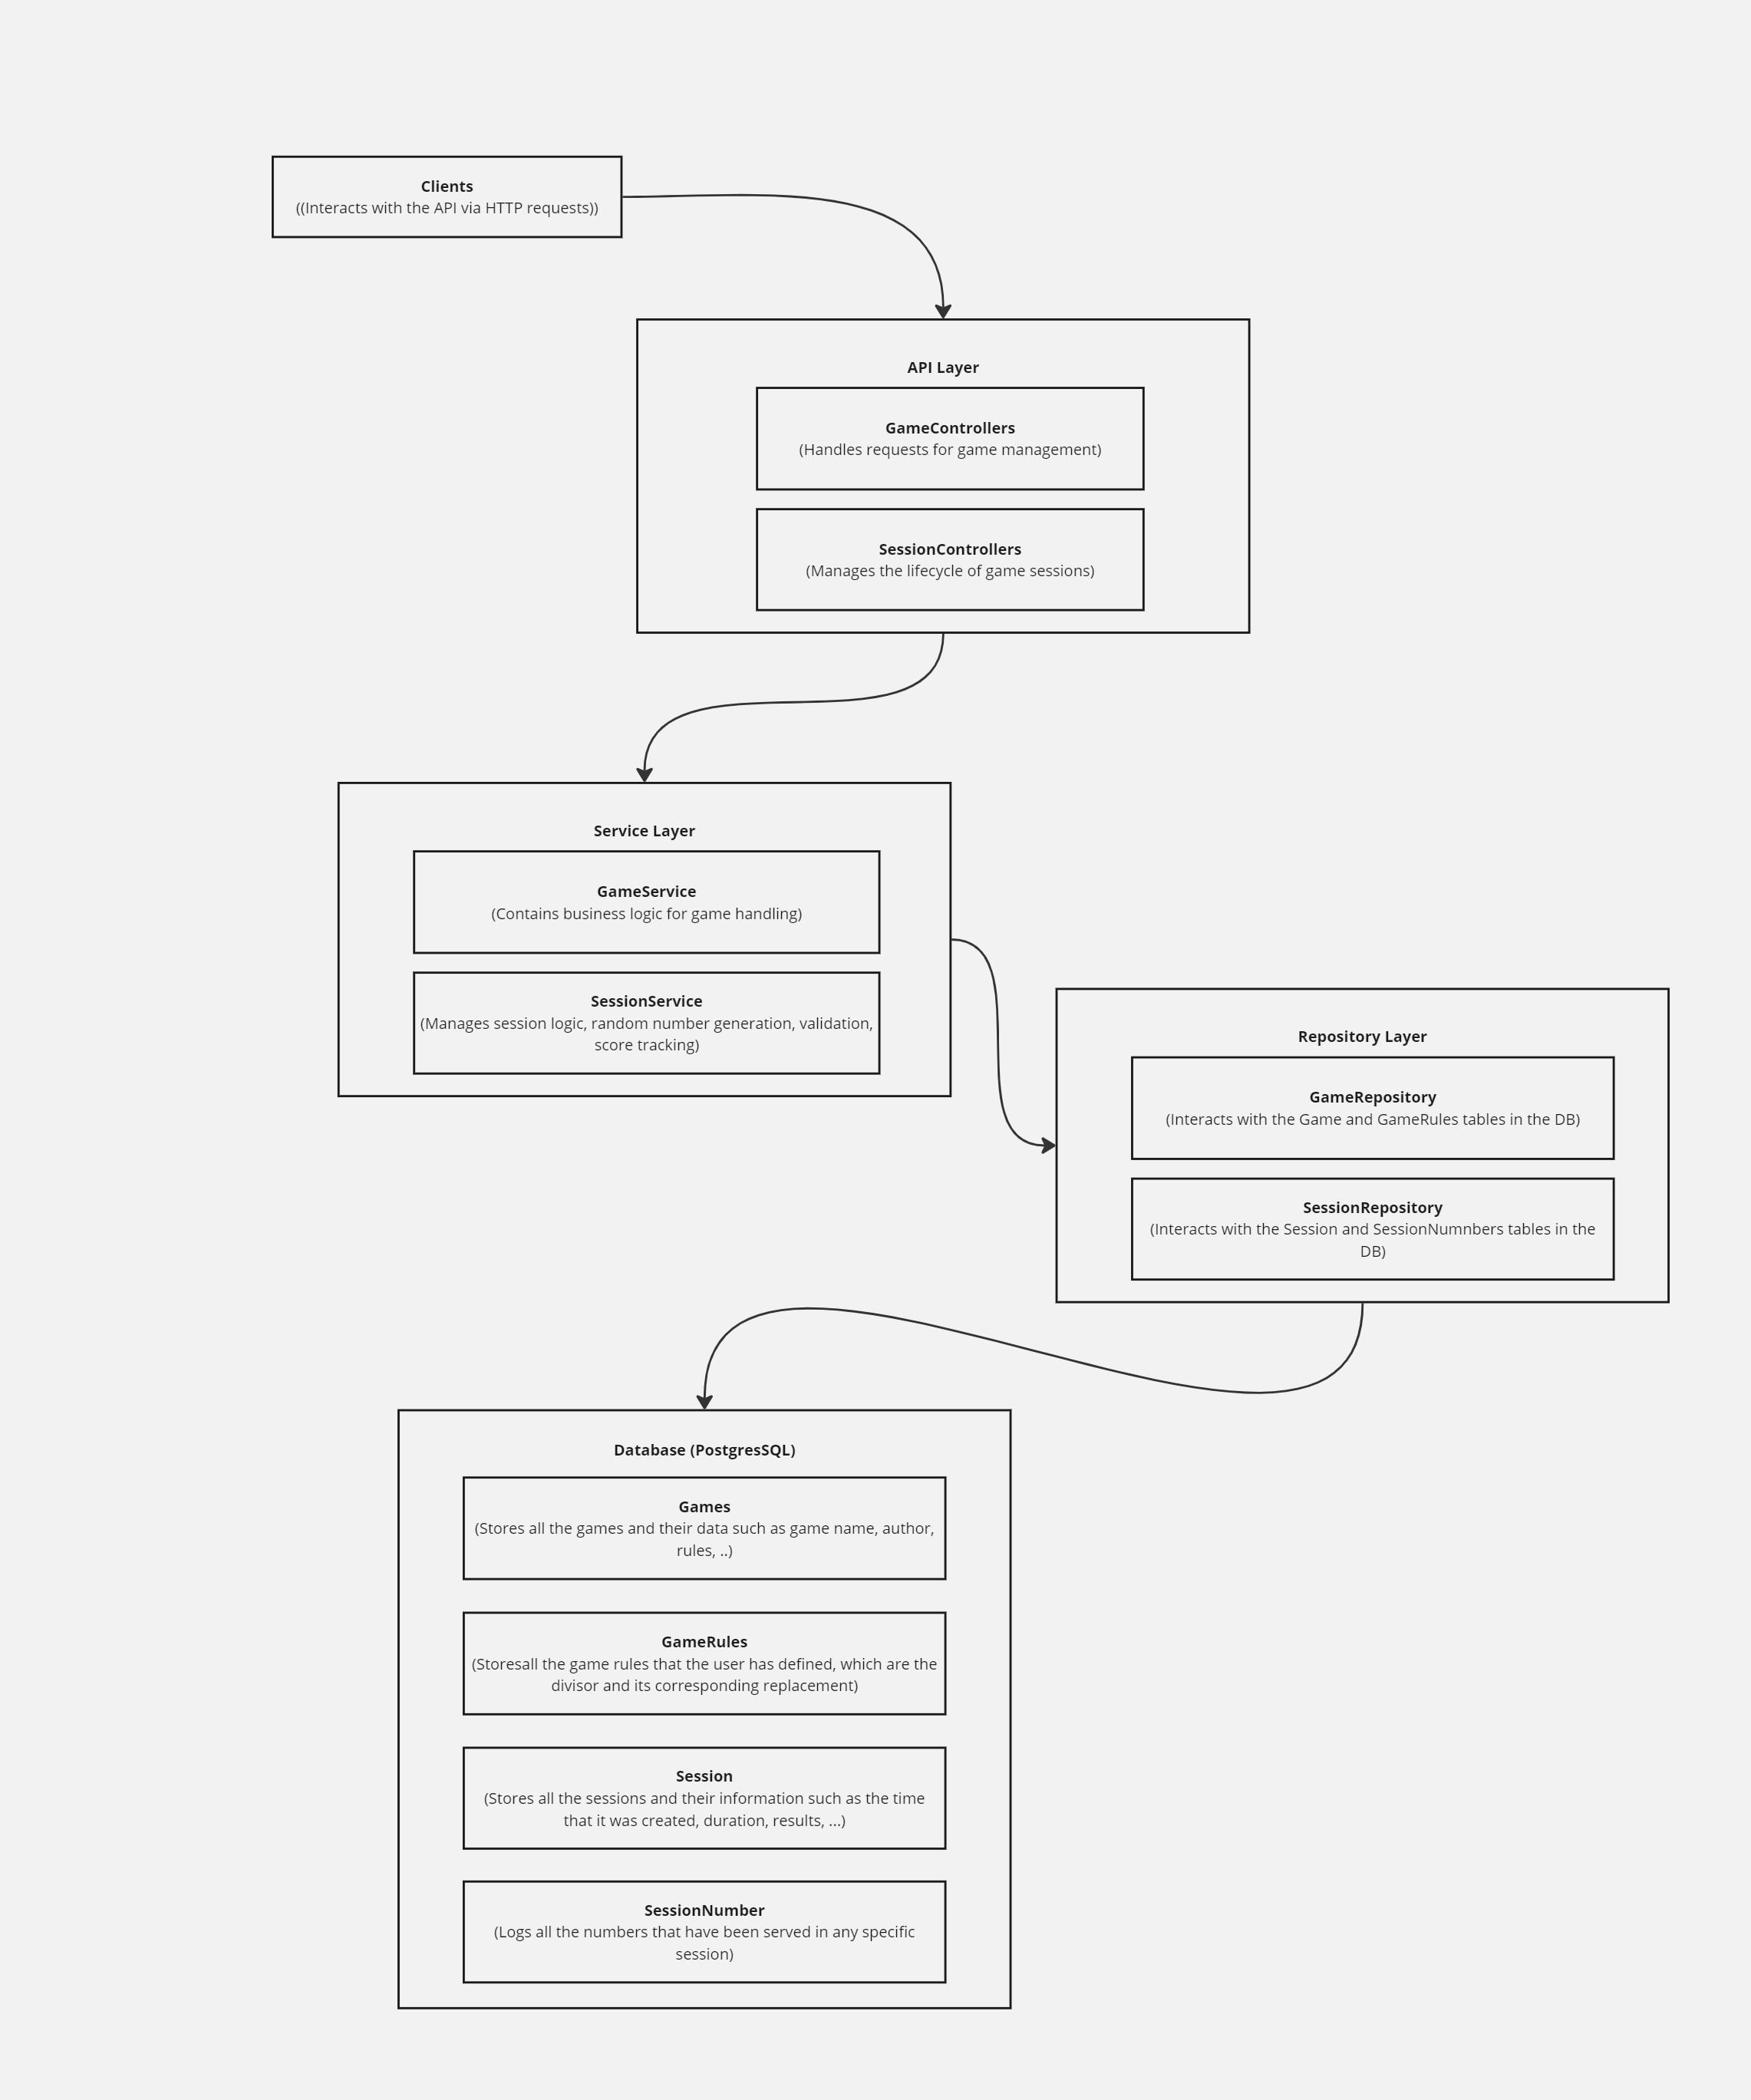 Clients
((Interacts with the API via HTTP requests))
API Layer
GameControllers
(Handles requests for game management)
SessionControllers
(Manages the lifecycle of game sessions)
Service Layer
GameService
(Contains business logic for game handling)
SessionService
(Manages session logic, random number generation, validation,
score tracking)
Repository Layer
GameRepository
(Interacts with the Game and GameRules tables in the DB)
SessionRepository
(Interacts with the Session and SessionNumnbers tables in the
DB)
Database (PostgresSQL)
Games
(Stores all the games and their data such as game name, author,
rules, ..)
GameRules
(Storesall the game rules that the user has defined, which are the
divisor and its corresponding replacement)
Session
(Stores all the sessions and their information such as the time
that it was created, duration, results, ...)
SessionNumber
(Logs all the numbers that have been served in any specific
session)